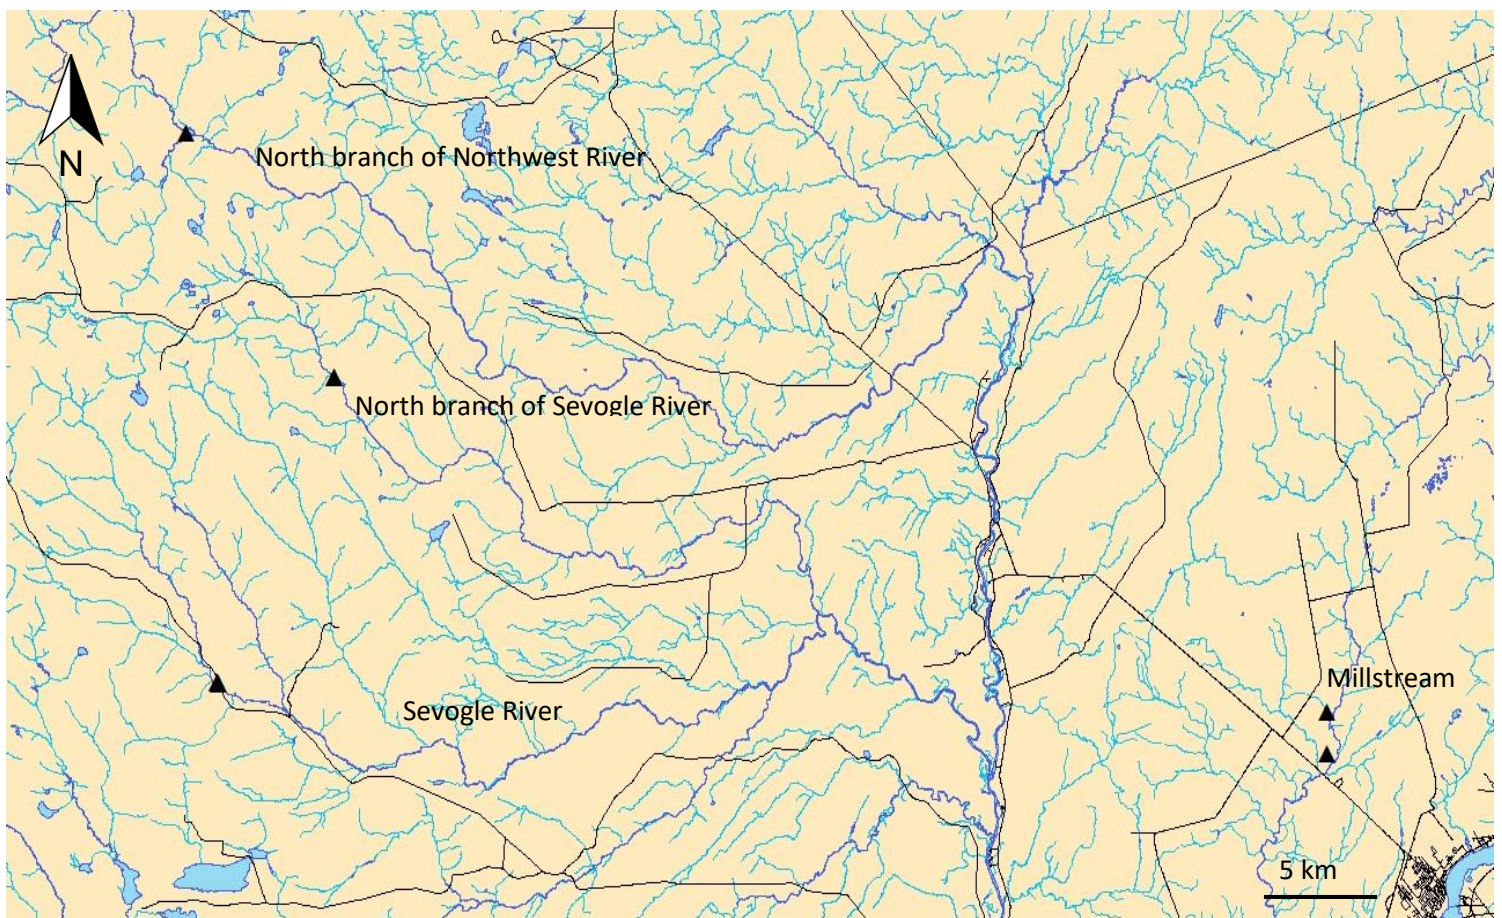 North branch of Northwest River
N
North branch of Sevogle River
Millstream
Sevogle River
5 km